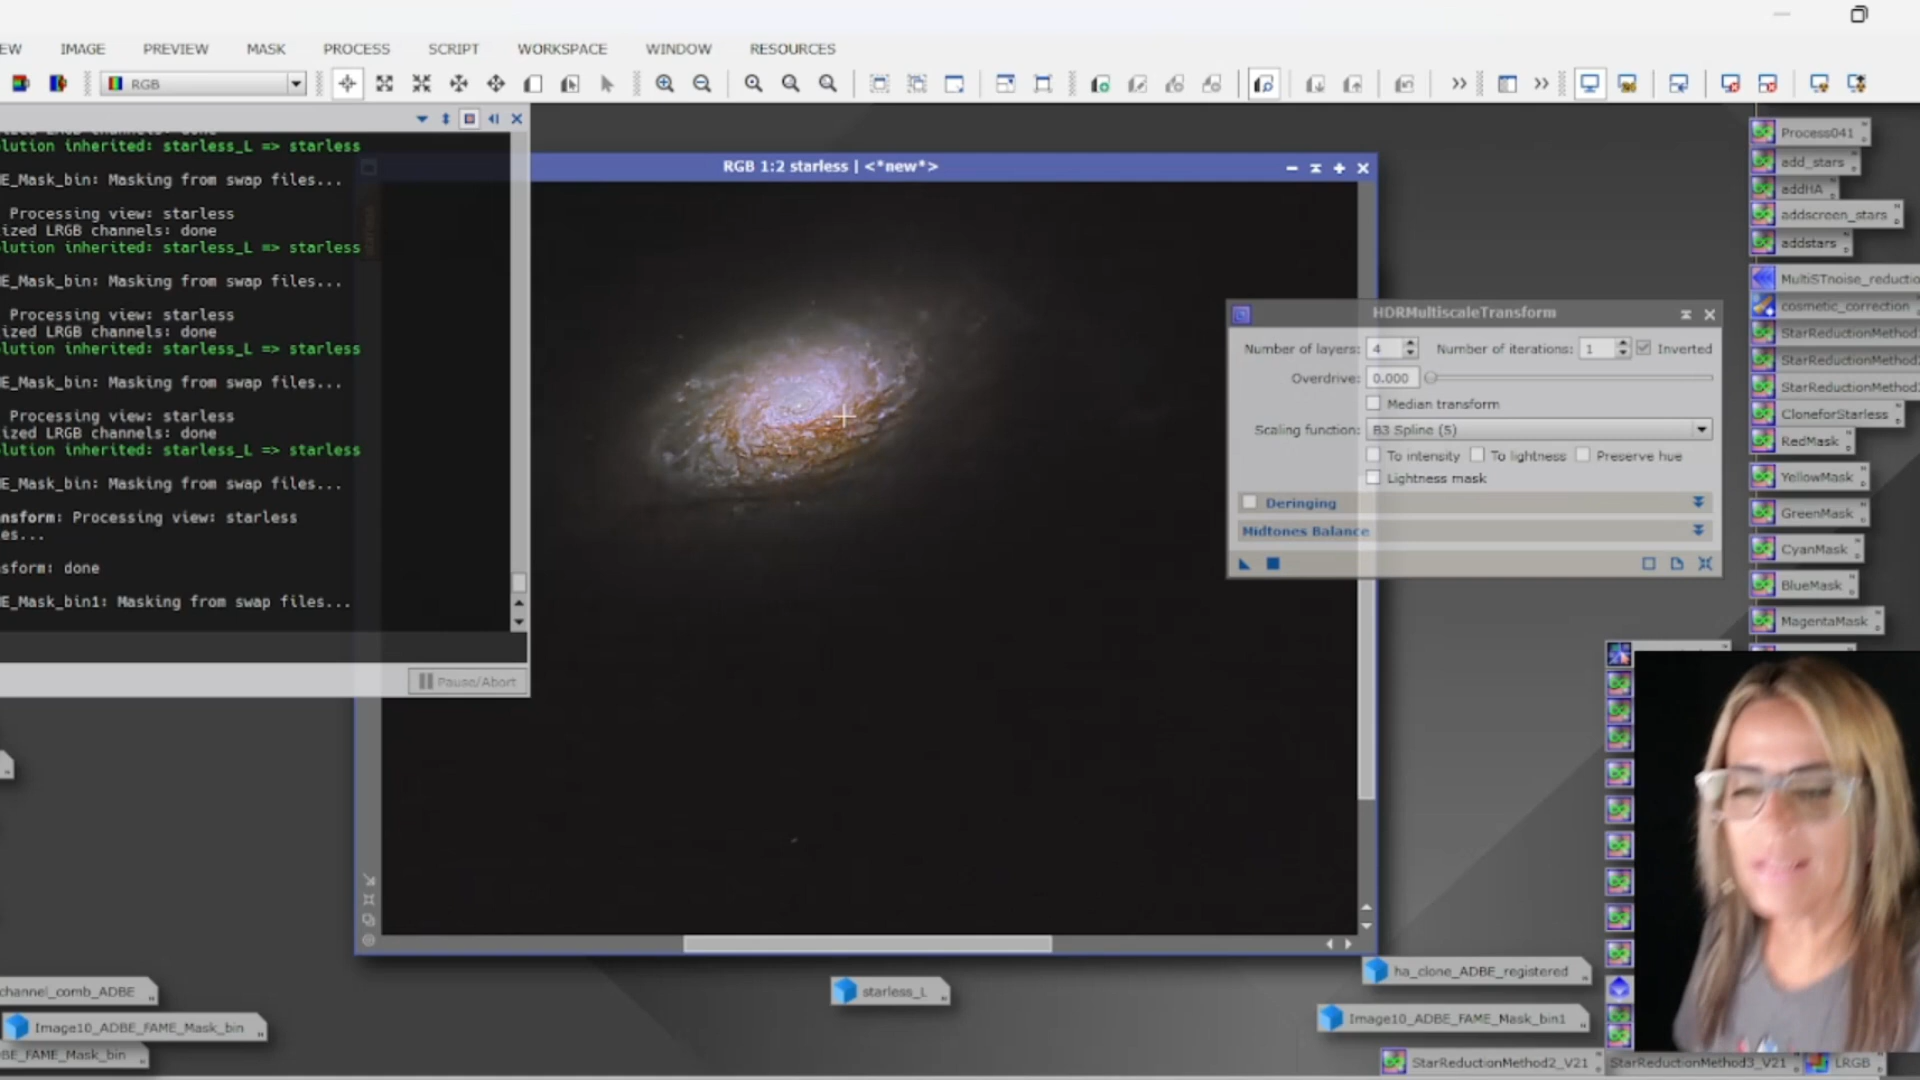 EW IMAGE PREVIEW MASK PROCESS SCRIPT WORKSPACE WINDOW RESOURCES
RGB
lution inherited: starless_L => starless
E_Mask_bin: Masking from swap files...
Processing view: starless
ized LRGB channels: done
lution inherited: starless_L => starless
E_Mask_bin: Masking from swap files...
Processing view: starless
ized LRGB channels: done
lution inherited: starless_L => starless
E_Mask_bin: Masking from swap files...
Processing view: starless
ized LRGB channels: done
lution inherited: starless_L => starless
E_Mask_bin: Masking from swap files...
nsform: Processing view: starless
es...
sform: done
E_Mask_bin1: Masking from swap files...
Pause/Abort
RGB 1:2 starless | <*new*>
HDRMultiscaleTransform
Number of layers: 4 Number of iterations: 1 Inverted
Overdrive: 0.000
Median transform
Scaling function: B3 Spline (5)
To intensity To lightness Preserve hue
Lightness mask
Deringing
Midtones Balance
Process041
add_stars
addHA
addscreen_stars
addstars
MultiSTnoise_reductio
cosmetic_correction
StarReductionMethod
StarReductionMethod
StarReductionMethod
CloneforStarless
RedMask
YellowMask
GreenMask
CyanMask
BlueMask
MagentaMask
channel_comb_ADBE
Image10_ADBE_FAME_Mask_bin
BE_FAME_Mask_bin
starless_L
ha_clone_ADBE_registered
Image10_ADBE_FAME_Mask_bin1
StarReductionMethod2_V21
StarReductionMethod3_V21
LRGB